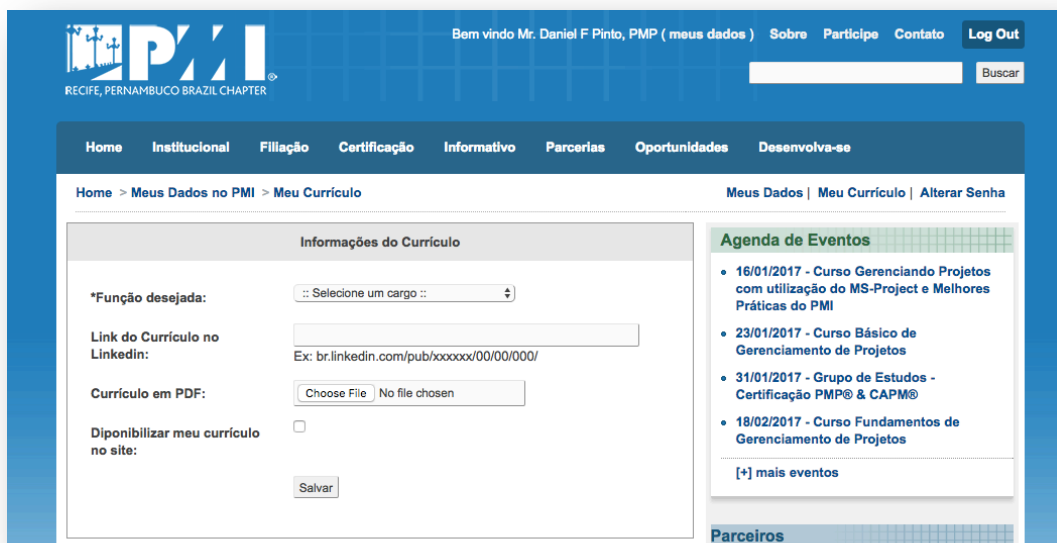 PMI®
RECIFE, PERNAMBUCO BRAZIL CHAPTER
Bem vindo Mr. Daniel F Pinto, PMP ( meus dados ) Sobre Participe Contato Log Out
Buscar
Home Institucional Filiação Certificação Informativo Parcerias Oportunidades Desenvolva-se
Home > Meus Dados no PMI > Meu Currículo
Meus Dados | Meu Currículo | Alterar Senha
Informações do Currículo
*Função desejada:
:: Selecione um cargo ::
Link do Currículo no
Linkedin:
Ex: br.linkedin.com/pub/xxxxxx/00/00/000/
Currículo em PDF:
Choose File No file chosen
Diponibilizar meu currículo
no site:
Salvar
Agenda de Eventos
16/01/2017 - Curso Gerenciando Projetos
com utilização do MS-Project e Melhores
Práticas do PMI
23/01/2017 - Curso Básico de
Gerenciamento de Projetos
31/01/2017 - Grupo de Estudos -
Certificação PMP® & CAPM®
18/02/2017 - Curso Fundamentos de
Gerenciamento de Projetos
[+] mais eventos
Parceiros